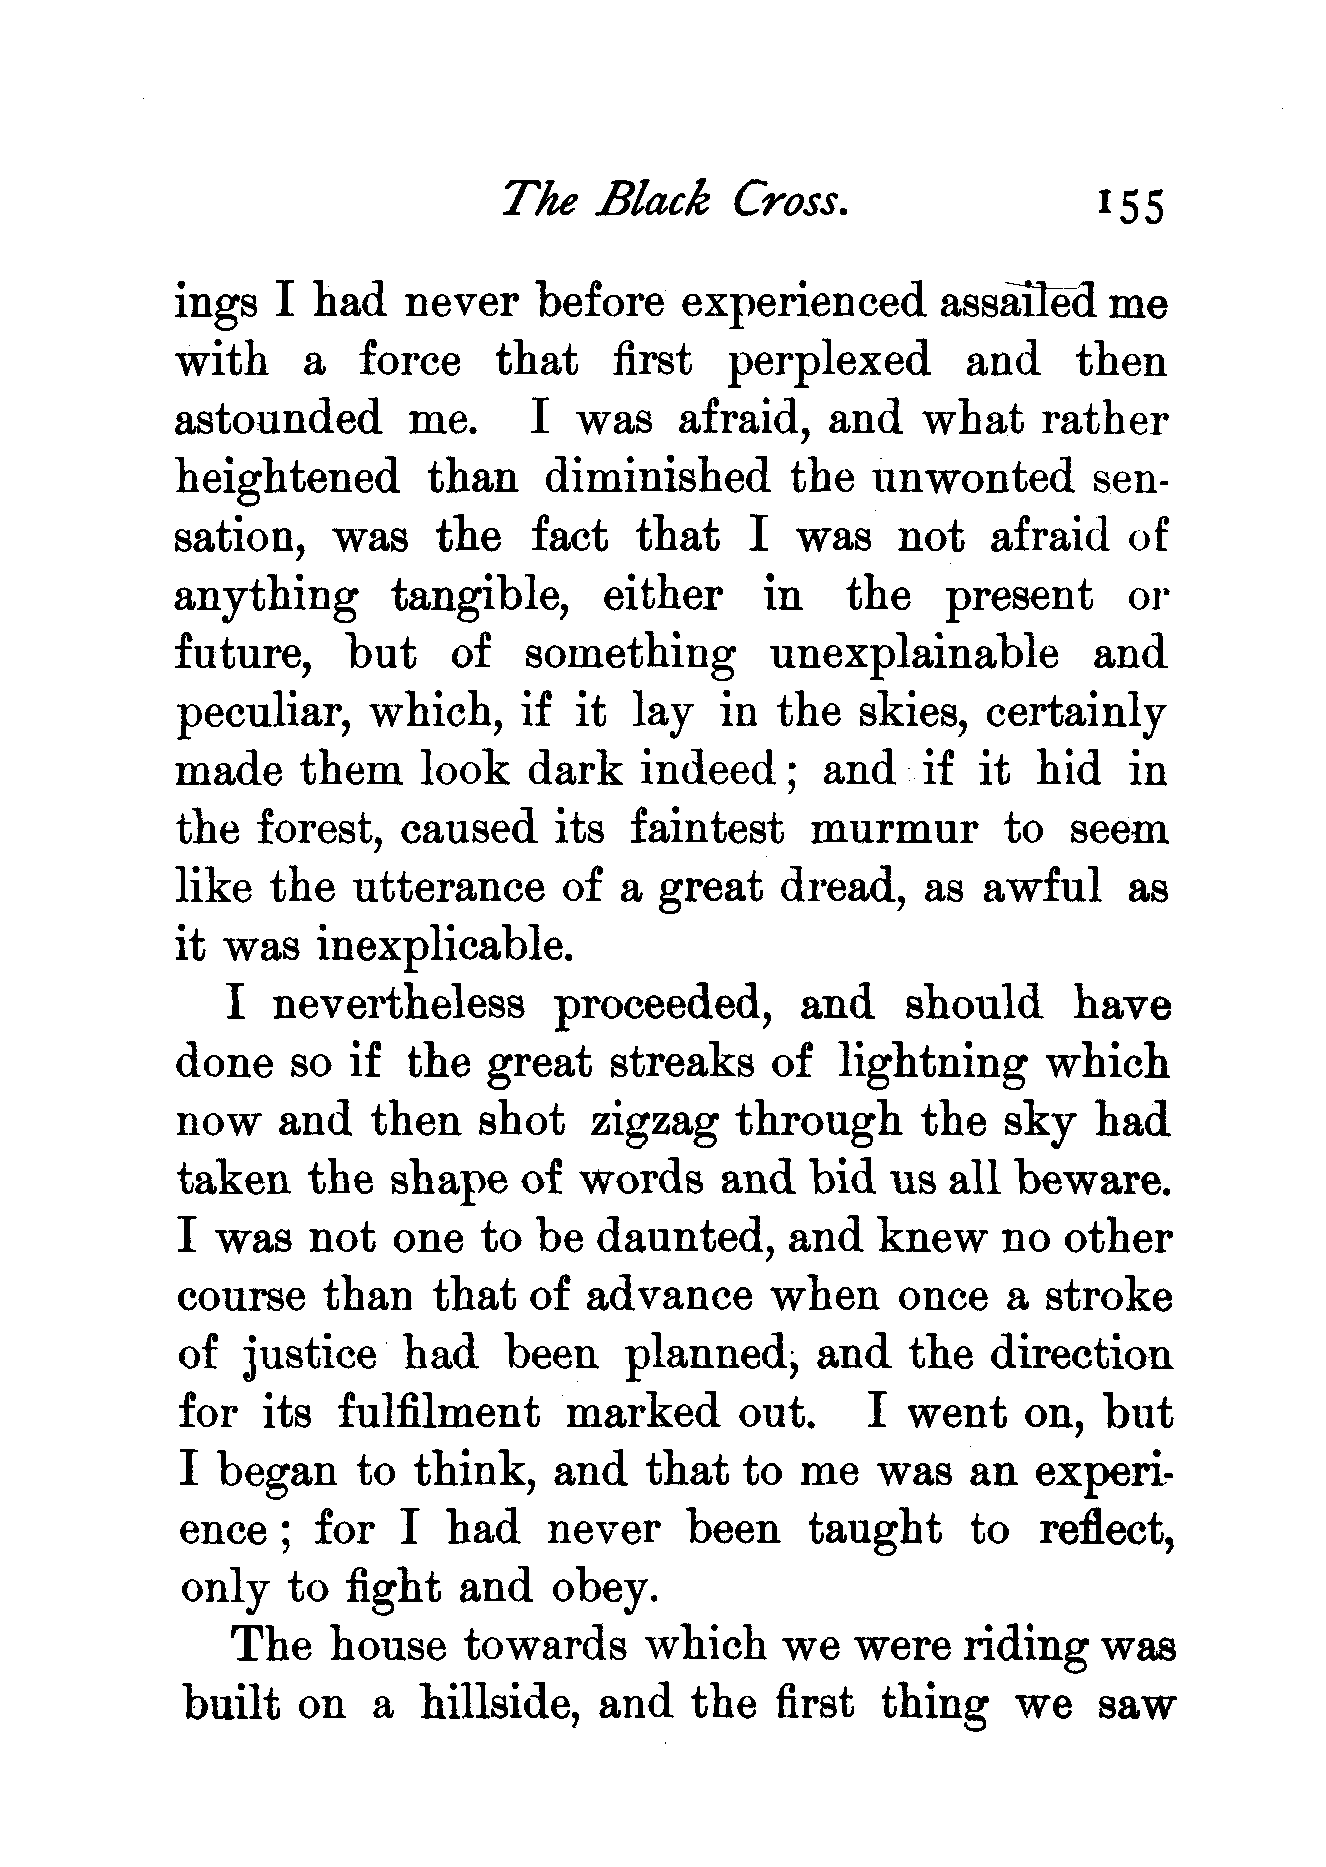 The Black Cross. 155
ings I had never before experienced assailed me
with a force that first perplexed and then
astounded me. I was afraid, and what rather
heightened than diminished the unwonted sen-
sation, was the fact that I was not afraid of
anything tangible, either in the present or
future, but of something unexplainable and
peculiar, which, if it lay in the skies, certainly
made them look dark indeed; and if it hid in
the forest, caused its faintest murmur to seem
like the utterance of a great dread, as awful as
it was inexplicable.
I nevertheless proceeded, and should have
done so if the great streaks of lightning which
now and then shot zigzag through the sky had
taken the shape of words and bid us all beware.
I was not one to be daunted, and knew no other
course than that of advance when once a stroke
of justice had been planned, and the direction
for its fulfilment marked out. I went on, but
I began to think, and that to me was an experi-
ence; for I had never been taught to reflect,
only to fight and obey.
The house towards which we were riding was
built on a hillside, and the first thing we saw